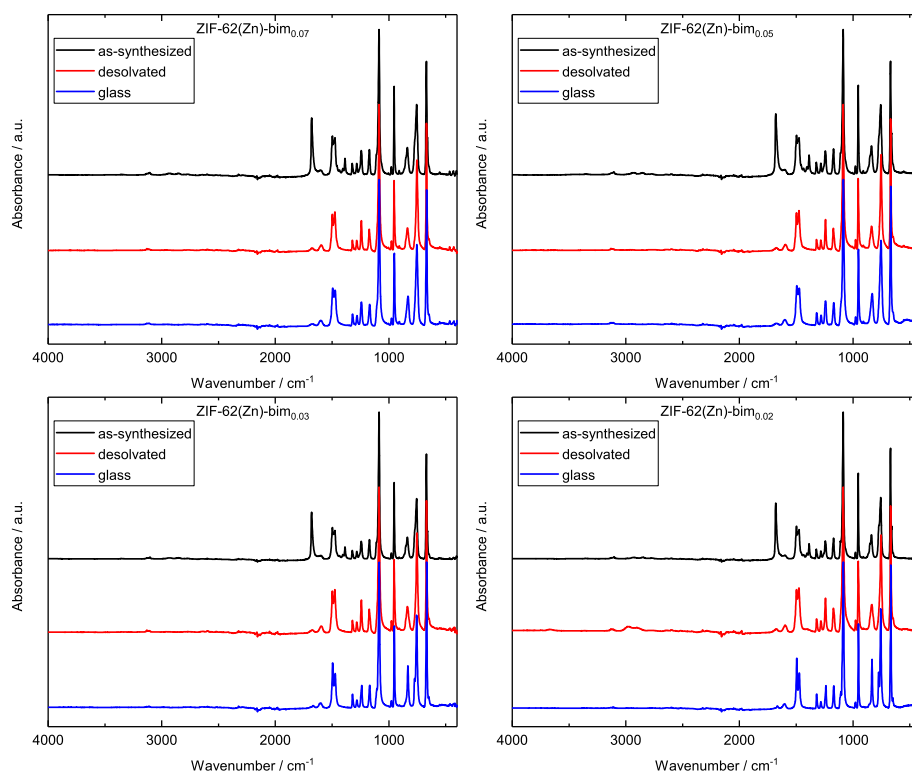 ZIF-62(Zn)-bim0.07
as-synthesized
desolvated
glass
Absorbance / a.u.
4000 3000 2000 1000
Wavenumber / cm-1
ZIF-62(Zn)-bim0.05
as-synthesized
desolvated
glass
Absorbance / a.u.
4000 3000 2000 1000
Wavenumber / cm-1
ZIF-62(Zn)-bim0.03
as-synthesized
desolvated
glass
Absorbance / a.u.
4000 3000 2000 1000
Wavenumber / cm-1
ZIF-62(Zn)-bim0.02
as-synthesized
desolvated
glass
Absorbance / a.u.
4000 3000 2000 1000
Wavenumber / cm-1